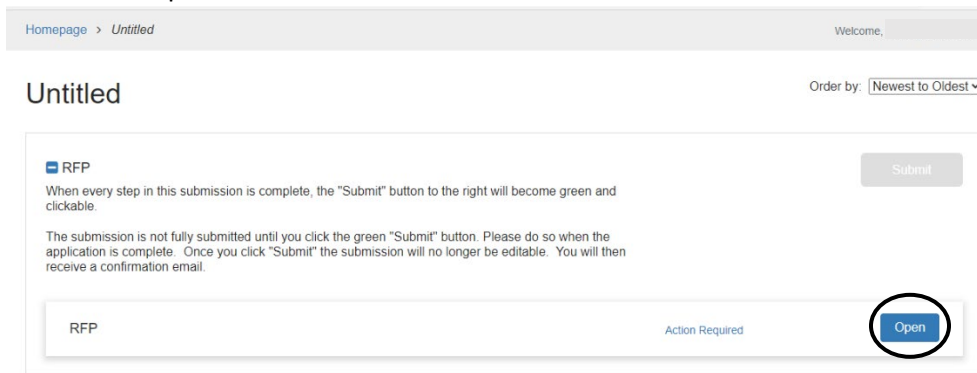 Homepage > Untitled
Welcome,
Untitled
Order by: Newest to Oldest
RFP
Submit
When every step in this submission is complete, the "Submit" button to the right will become green and
clickable.
The submission is not fully submitted until you click the green "Submit" button. Please do so when the
application is complete. Once you click "Submit" the submission will no longer be editable. You will then
receive a confirmation email.
RFP
Action Required
Open